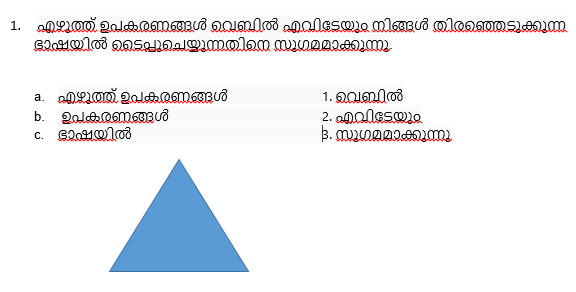 1. എഴുത്ത് ഉപകരണങ്ങൾ വെബിൽ എവിടേയും നിങ്ങൾ തിരഞ്ഞെടുക്കുന്ന
ഭാഷയിൽ ടൈപ്പുചെയ്യുന്നതിനെ സുഗമമാക്കുന്നു.
a. എഴുത്ത് ഉപകരണങ്ങൾ 1. വെബിൽ
b. ഉപകരണങ്ങൾ 2. എവിടേയും
c. ഭാഷയിൽ 3. സുഗമമാക്കുന്നു